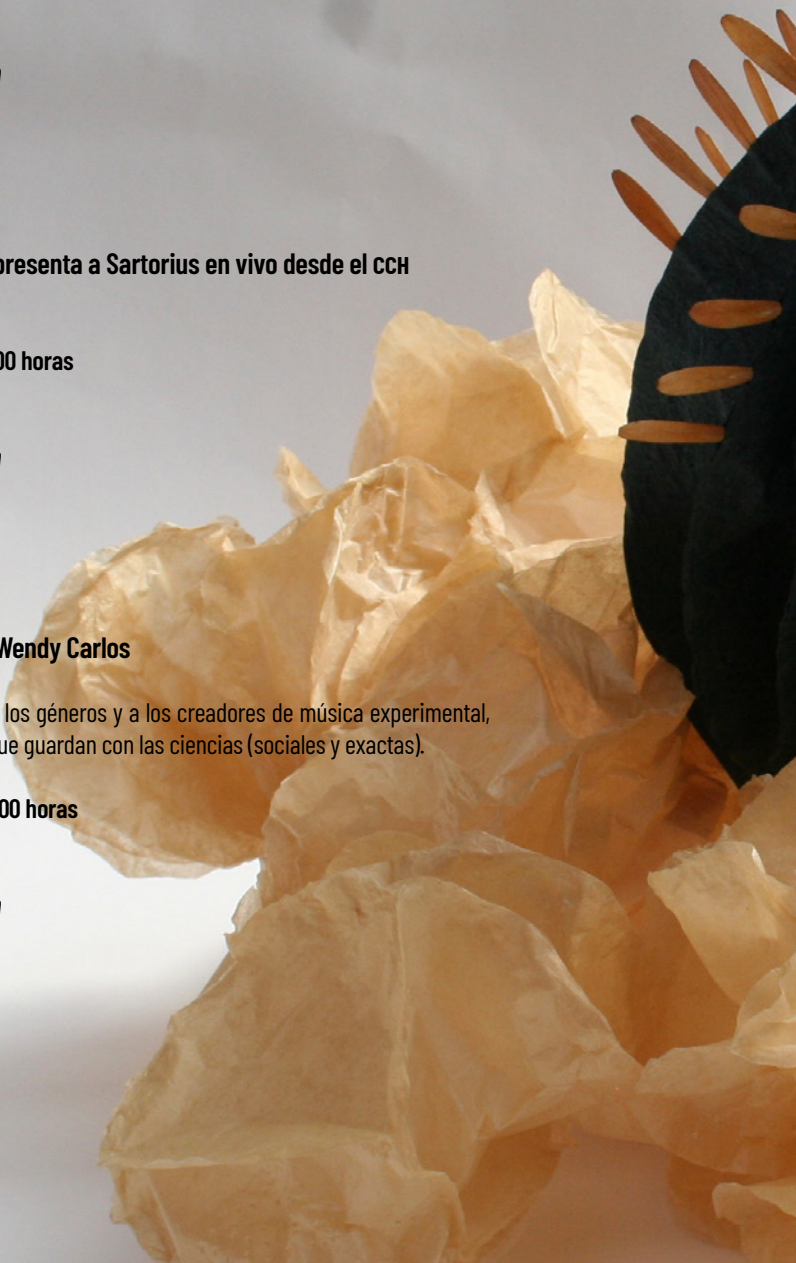 presenta a Sartorius en vivo desde el CCH
00 horas
Wendy Carlos
los géneros y a los creadores de música experimental,
ue guardan con las ciencias (sociales y exactas).
00 horas